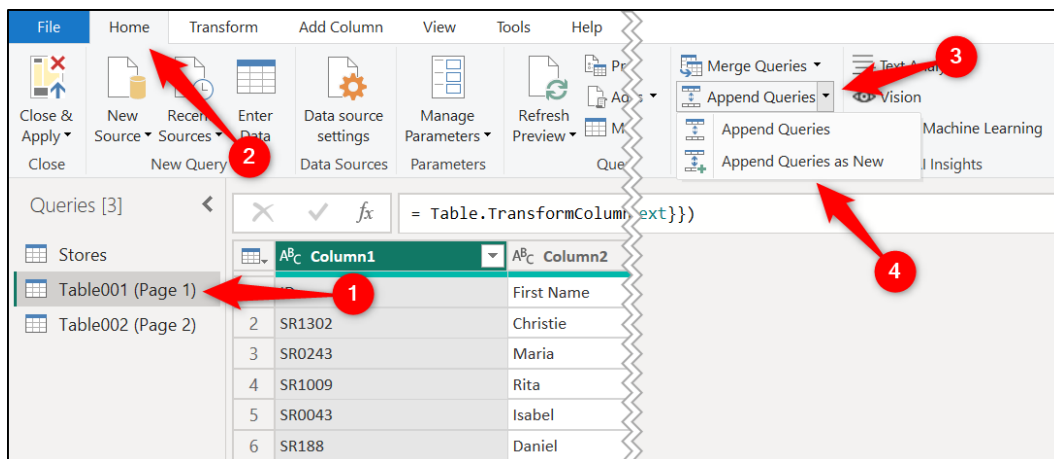 File Home Transform Add Column View Tools Help
Close & Apply
New Source
Sources
Enter Data
Data source settings
Manage Parameters
Refresh Preview
Merge Queries
Append Queries
Append Queries
Append Queries as New
Vision
Machine Learning
Close New Query Data Sources Parameters Insights
1
2
3
4
Queries [3]
Stores
Table001 (Page 1)
Table002 (Page 2)
fx = Table.TransformColumn ext}})
ABC Column1 ABC Column2
First Name
2 SR1302 Christie
3 SR0243 Maria
4 SR1009 Rita
5 SR0043 Isabel
6 SR188 Daniel